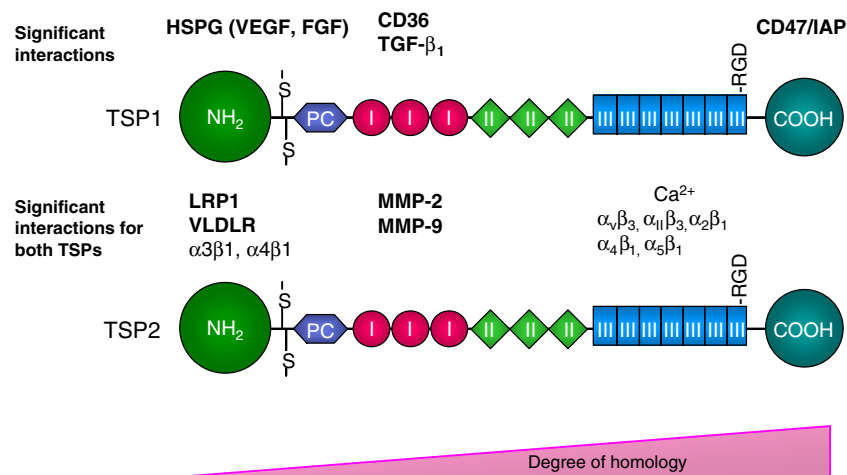 Significant interactions
HSPG (VEGF, FGF)
CD36
TGF-β₁
CD47/IAP
TSP1
NH₂
S
S
PC
I I I
II II II
III III III III III III III
-RGD
COOH
Significant interactions for both TSPs
LRP1
VLDLR
α3β1, α4β1
MMP-2
MMP-9
Ca²⁺
αᵥβ₃, α_IIβ₃, α₂β₁
α₄β₁, α₅β₁
TSP2
NH₂
S
S
PC
I I I
II II II
III III III III III III III
-RGD
COOH
Degree of homology